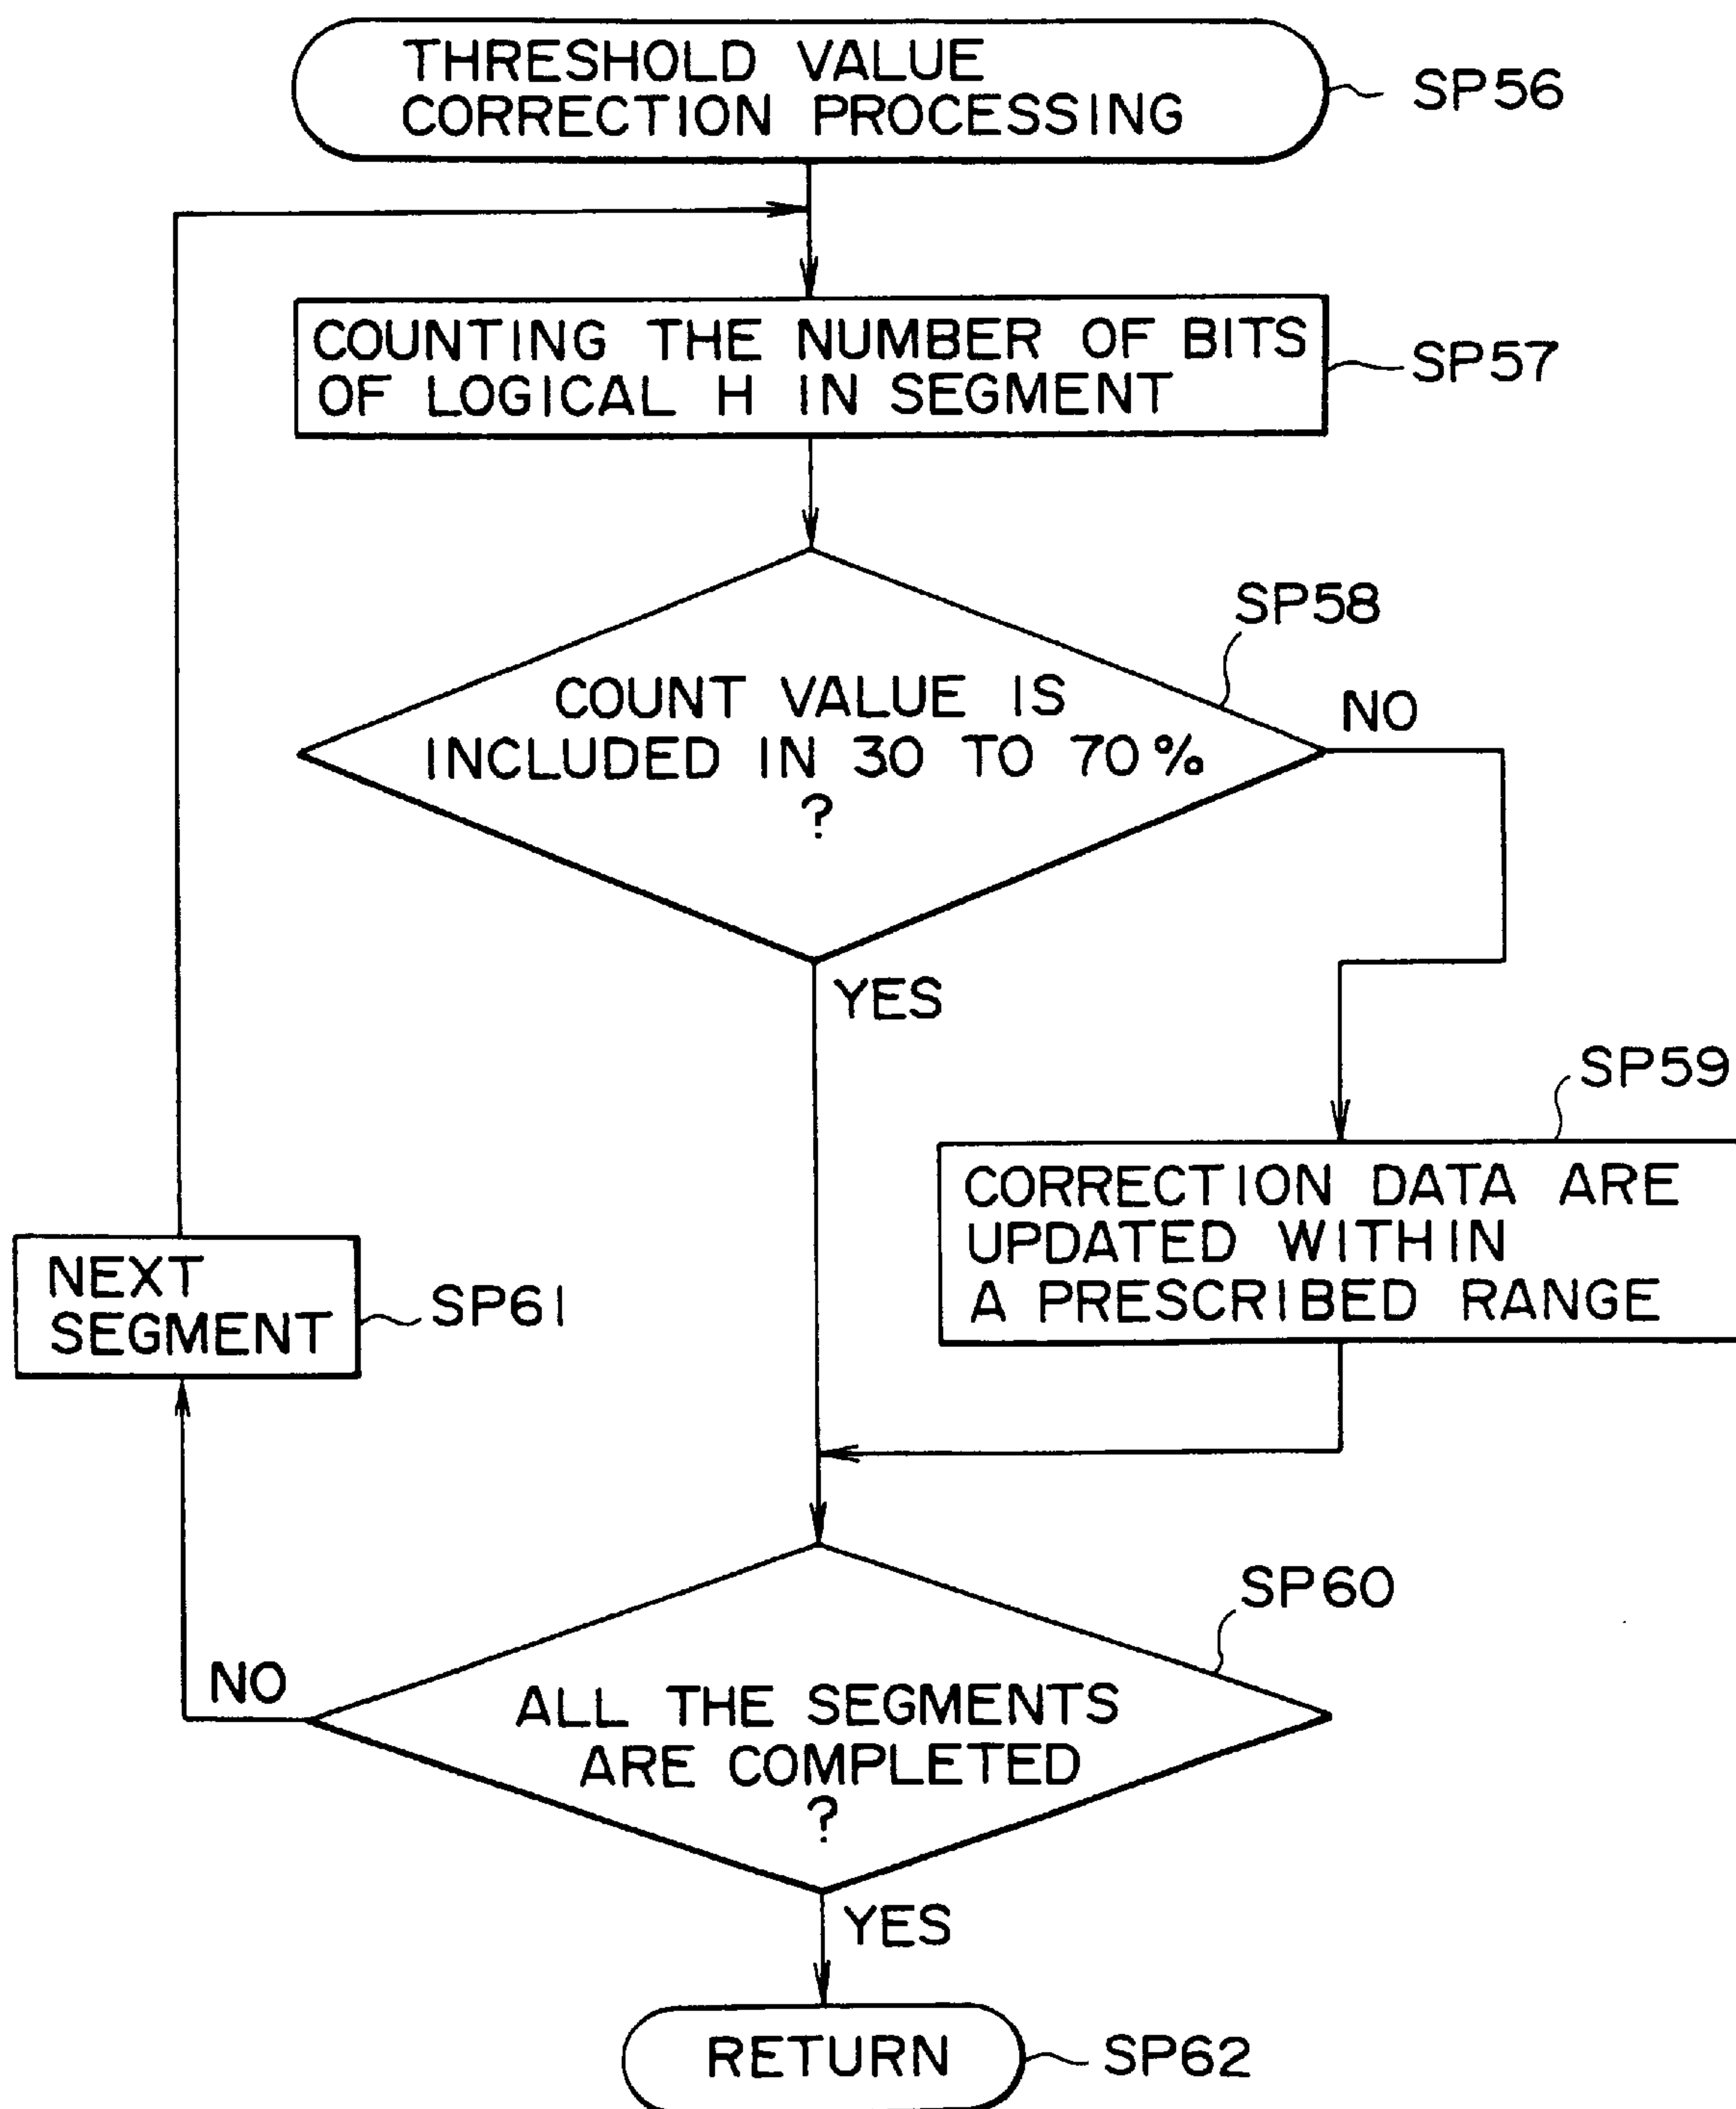 THRESHOLD VALUE
CORRECTION PROCESSING
SP56
COUNTING THE NUMBER OF BITS
OF LOGICAL H IN SEGMENT
SP57
SP58
COUNT VALUE IS
INCLUDED IN 30 TO 70%
?
NO
YES
SP59
CORRECTION DATA ARE
UPDATED WITHIN
A PRESCRIBED RANGE
NEXT
SEGMENT
SP61
SP60
NO
ALL THE SEGMENTS
ARE COMPLETED
?
YES
RETURN
SP62